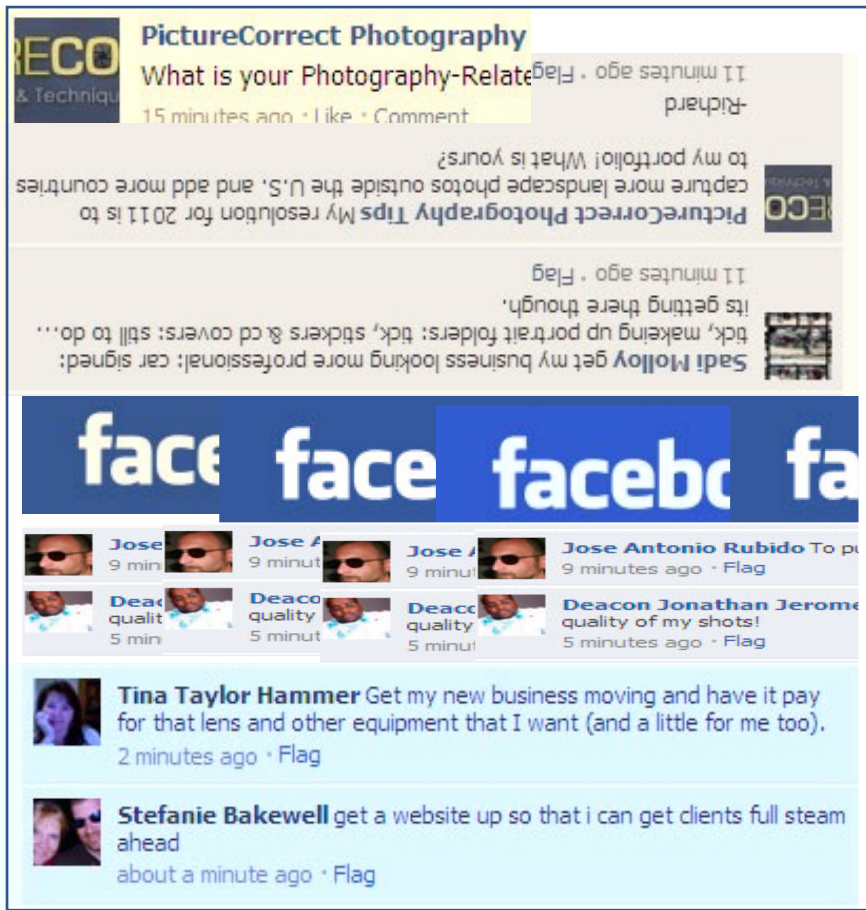 RECO
& Techniqu
PictureCorrect Photography
What is your Photography-Relate
15 minutes ago · Like · Comment
Sadi Molloy get my business looking more professional: car signed:
tick, makeing up portrait folders: tick, stickers & cd covers: still to do...
its getting there though.
11 minutes ago · Flag
PictureCorrect Photography Tips My resolution for 2011 is to
capture more landscape photos outside the U.S. and add more countries
to my portfolio! What is yours?
-Richard
11 minutes ago · Flag
face face facebo fa
Jose Jose A Jose A Jose Antonio Rubido To pu
9 min 9 minut 9 minut 9 minutes ago · Flag
Deac Deaco Deaco Deacon Jonathan Jerome
qualit quality quality quality of my shots!
5 min 5 minut 5 minut 5 minutes ago · Flag
Tina Taylor Hammer Get my new business moving and have it pay
for that lens and other equipment that I want (and a little for me too).
2 minutes ago · Flag
Stefanie Bakewell get a website up so that i can get clients full steam
ahead
about a minute ago · Flag